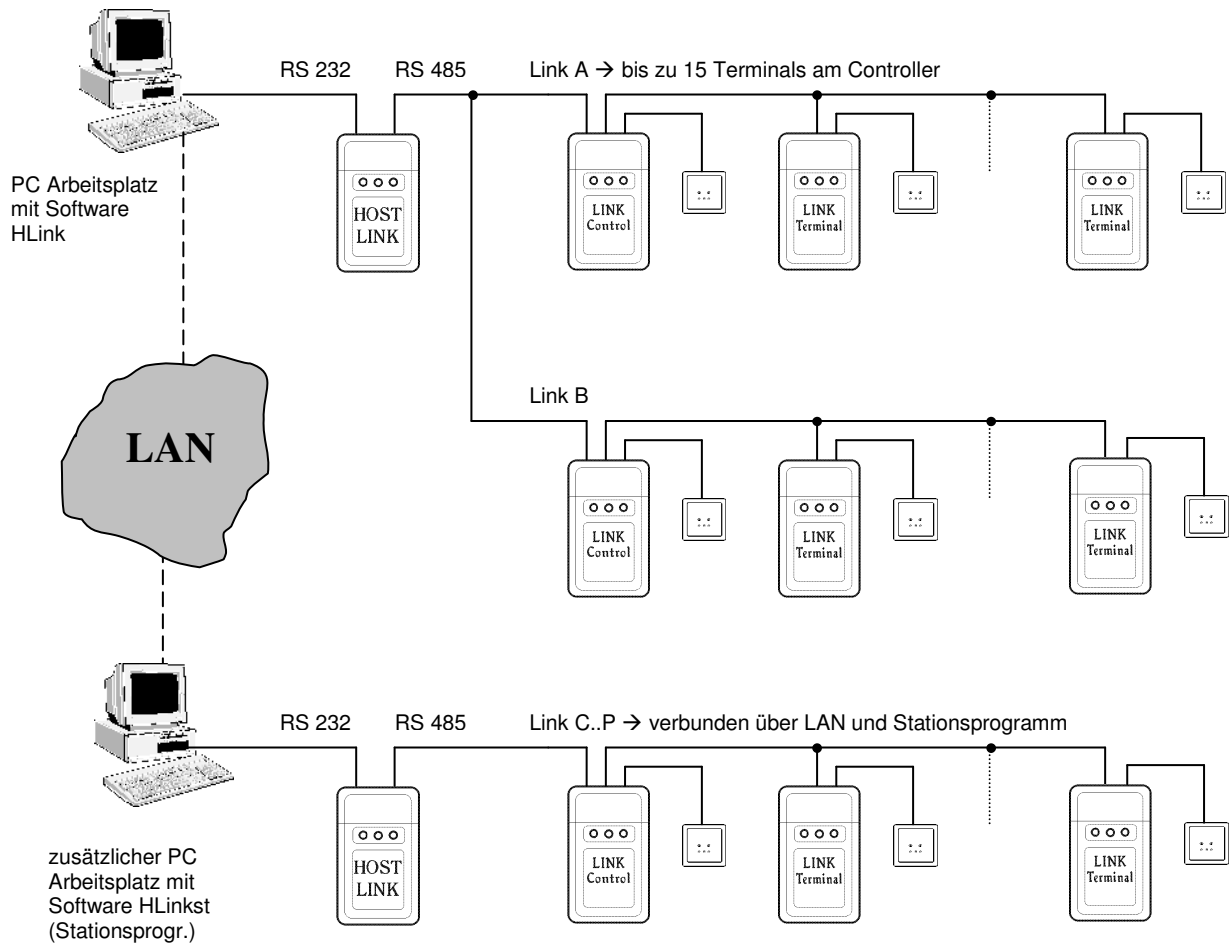 RS 232
RS 485
Link A → bis zu 15 Terminals am Controller
PC Arbeitsplatz
mit Software
HLink
HOST
LINK
LINK
Control
LINK
Terminal
LINK
Terminal
LAN
Link B
LINK
Control
LINK
Terminal
LINK
Terminal
RS 232
RS 485
Link C..P → verbunden über LAN und Stationsprogramm
zusätzlicher PC
Arbeitsplatz mit
Software HLinkst
(Stationsprogr.)
HOST
LINK
LINK
Control
LINK
Terminal
LINK
Terminal